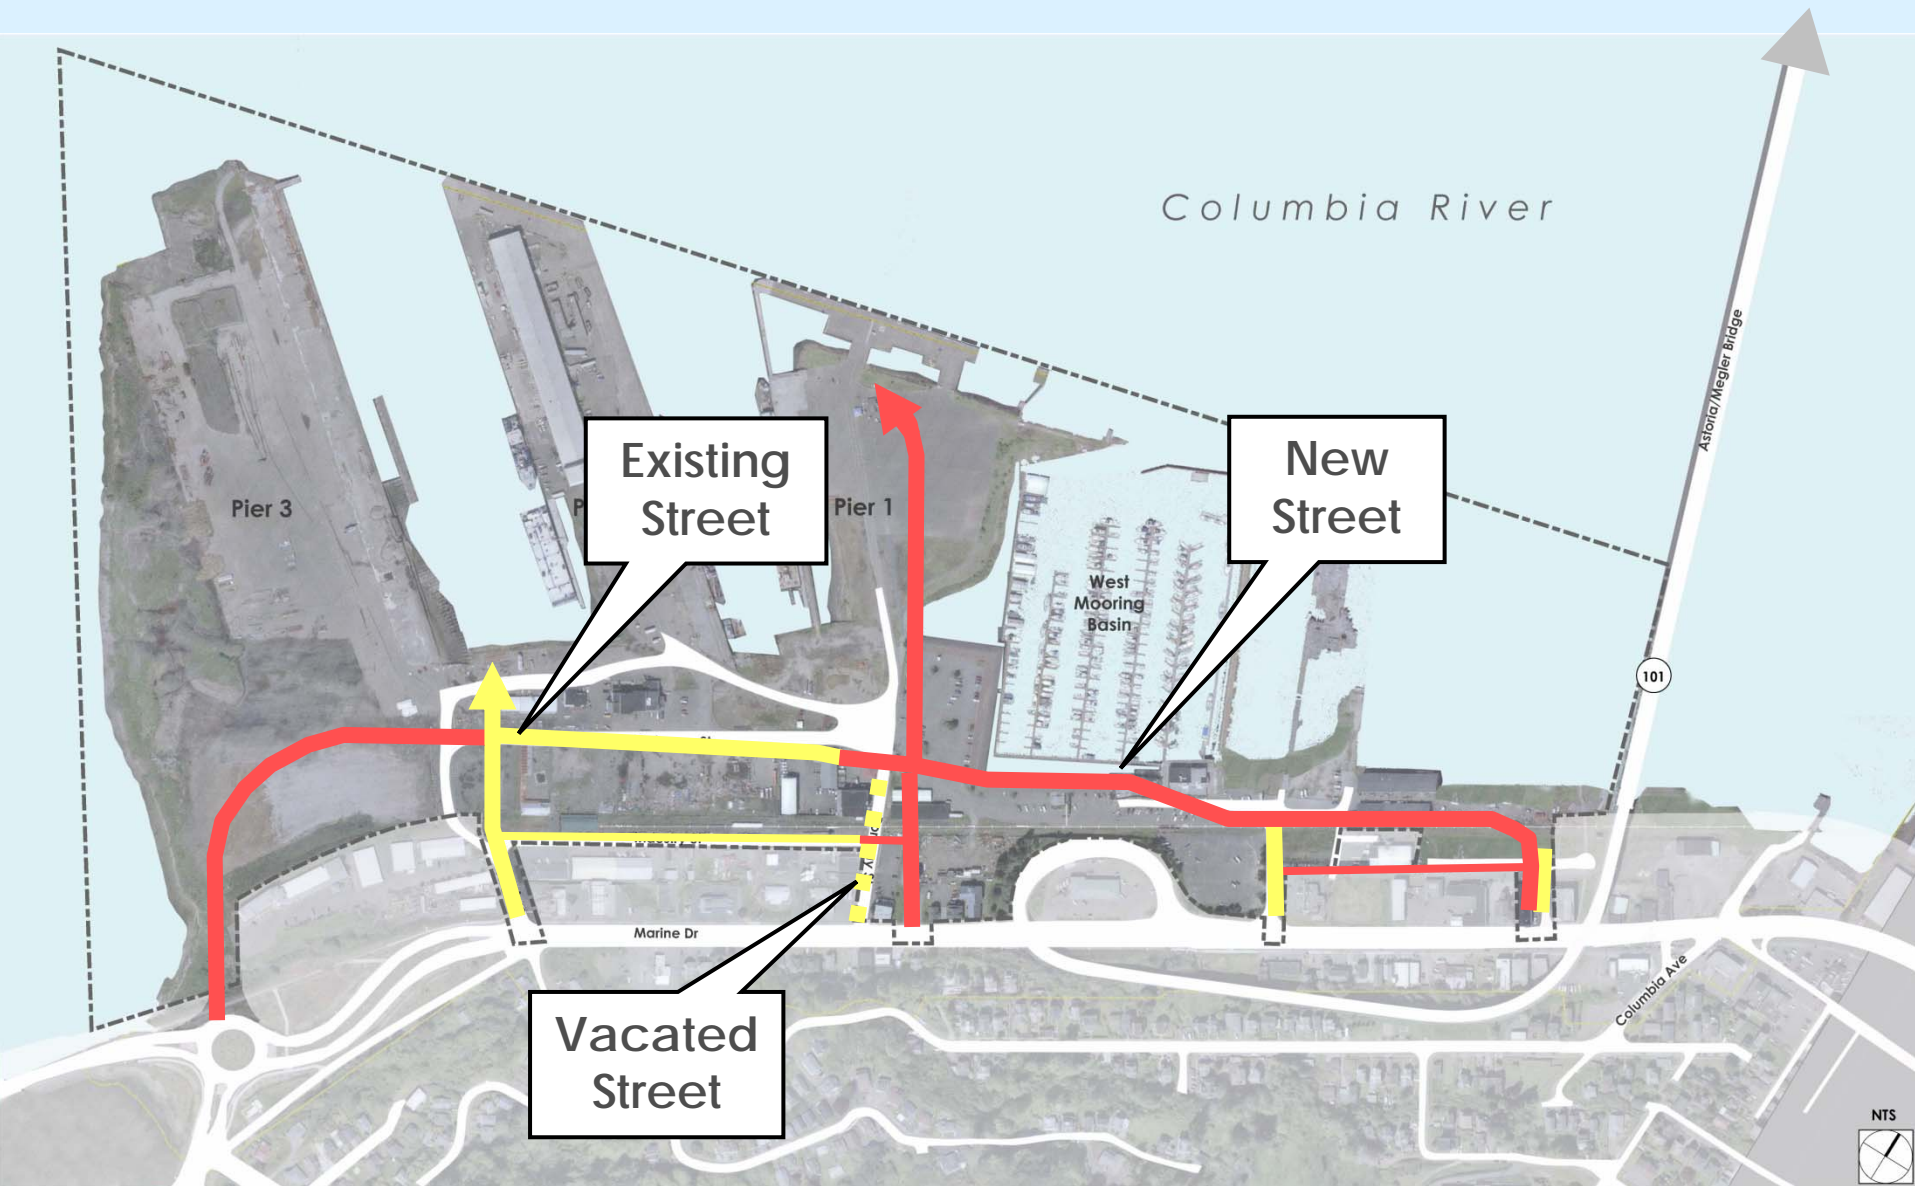 Columbia River
Astoria/Megler Bridge
Existing
Street
New
Street
Pier 3
P
Pier 1
West
Mooring
Basin
101
Marine Dr
Vacated
Street
Columbia Ave
NTS